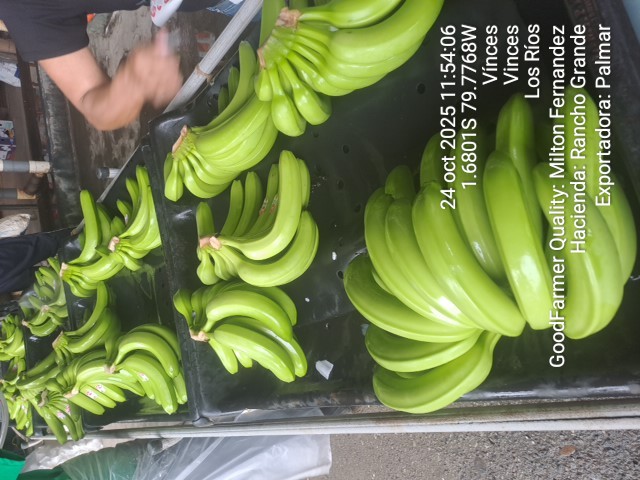 24 oct 2025 11:54:06
1.6801S 79.7768W
Vínces
Vinces
Los Ríos
GoodFarmer Quality: Milton Fernandez
Hacienda: Rancho Grande
Exportadora: Palmar